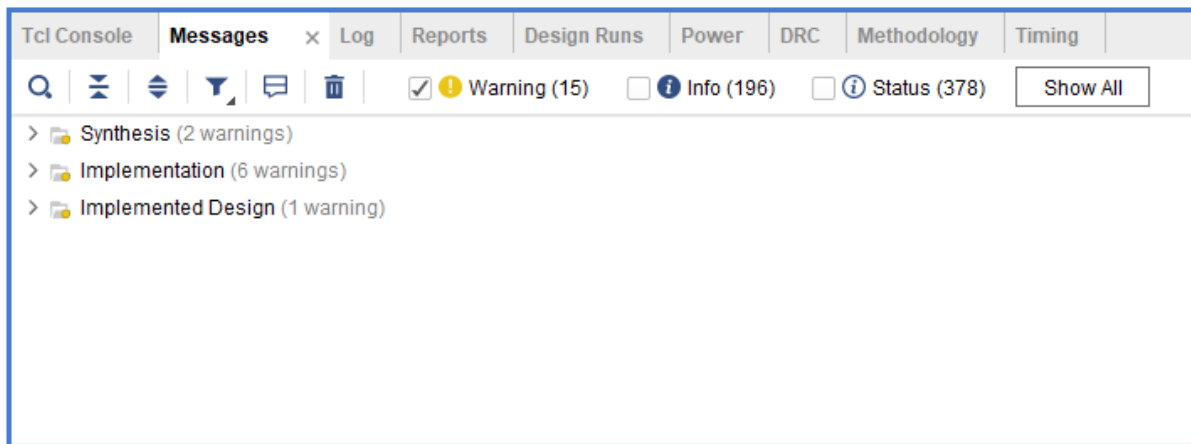 Tcl Console Messages × Log Reports Design Runs Power DRC Methodology Timing
Warning (15) Info (196) Status (378) Show All
Synthesis (2 warnings)
Implementation (6 warnings)
Implemented Design (1 warning)